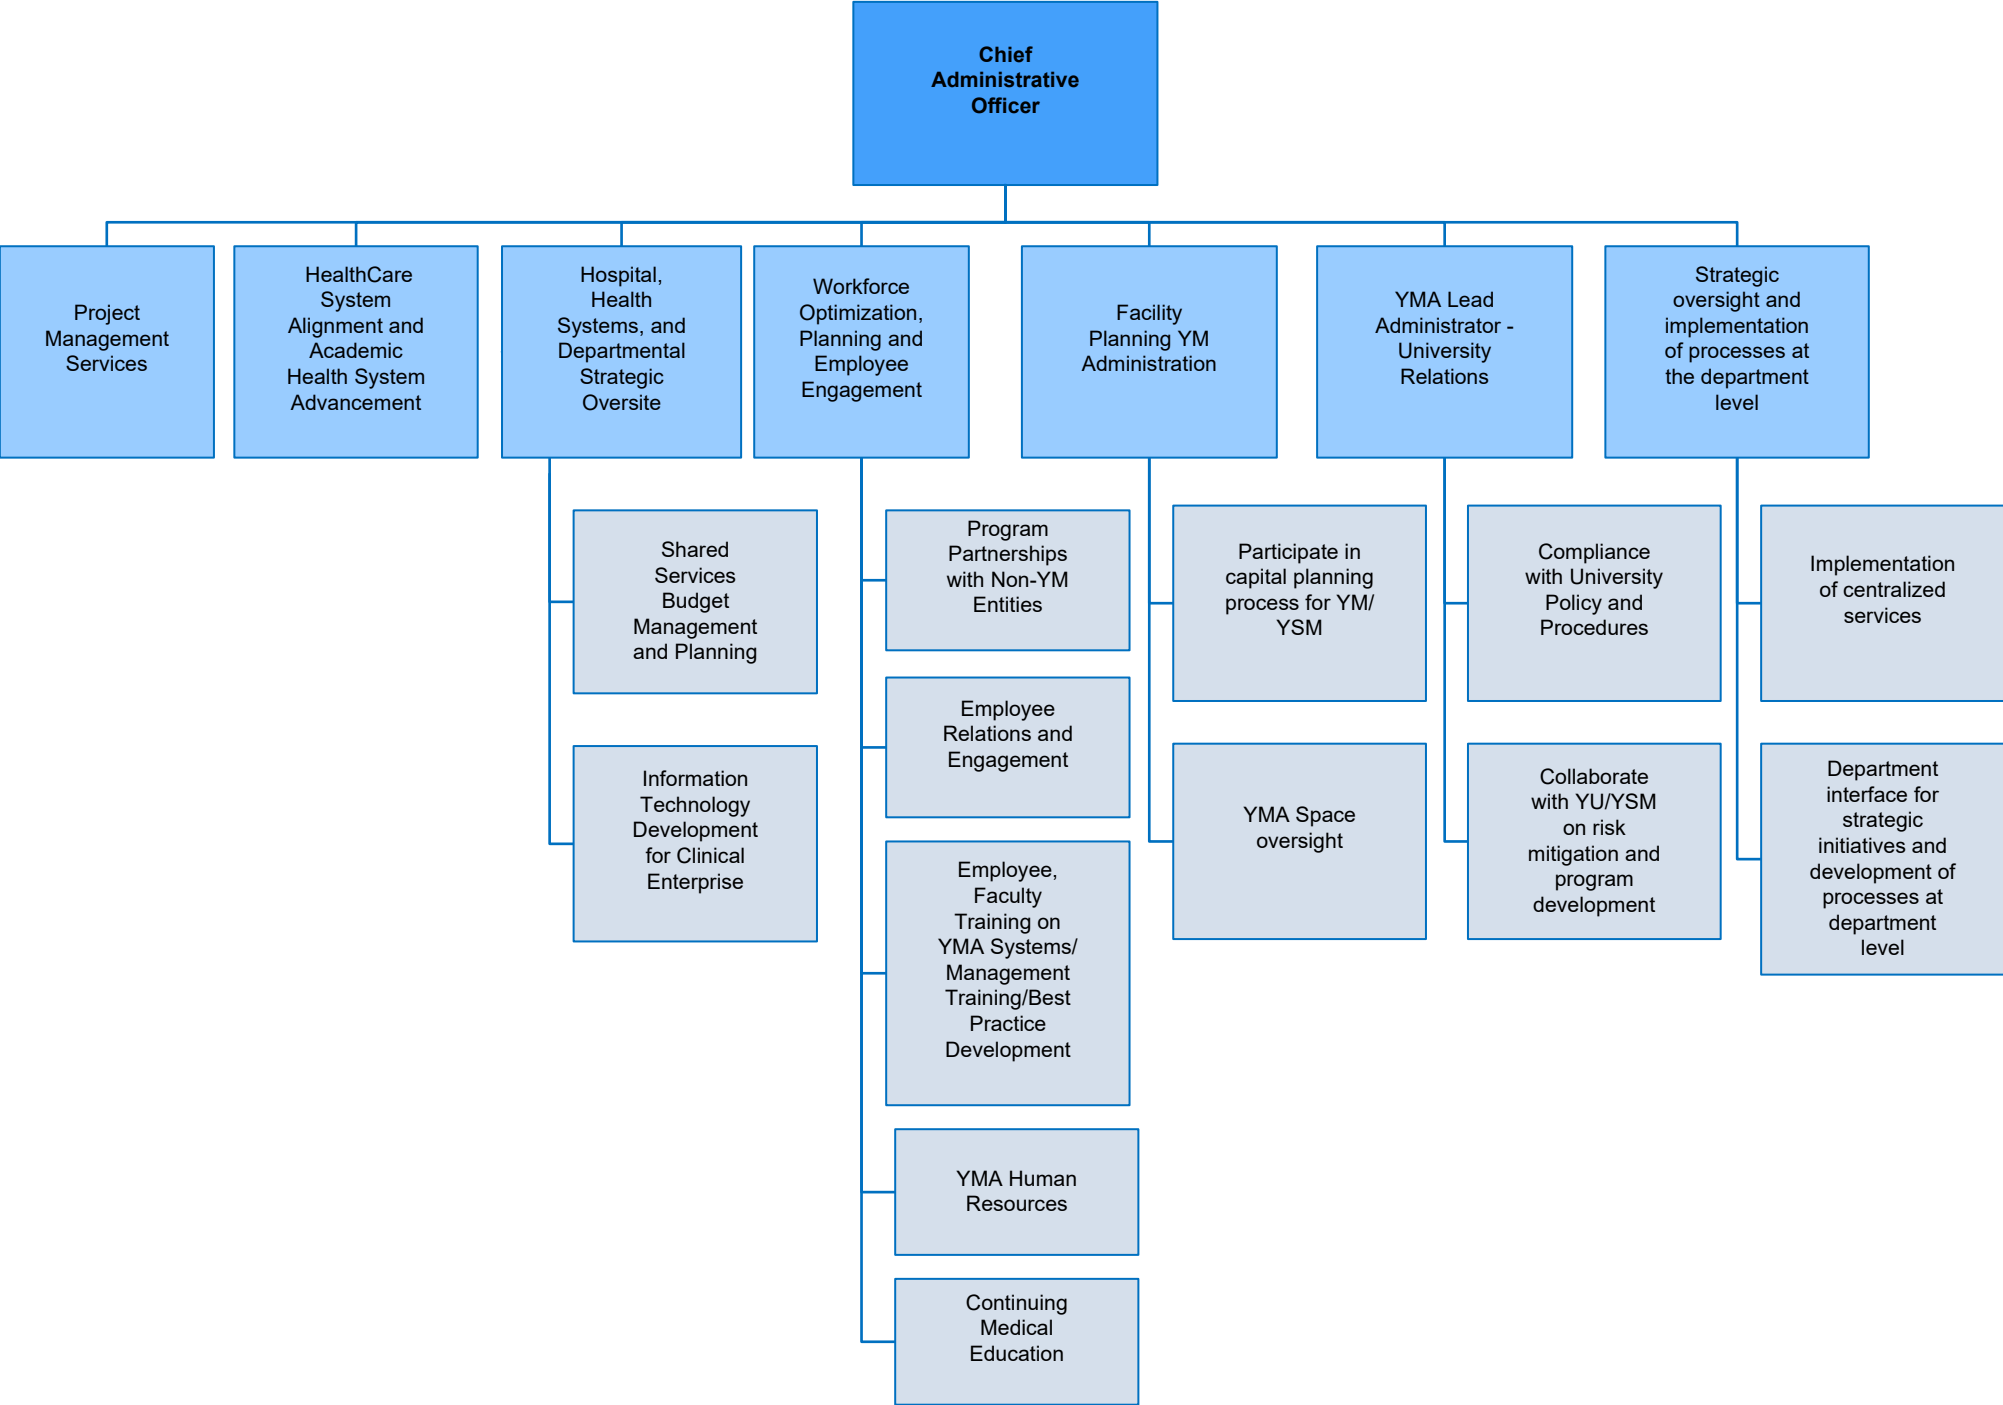 Chief
Administrative
Officer
Project
Management
Services
HealthCare
System
Alignment and
Academic
Health System
Advancement
Hospital,
Health
Systems, and
Departmental
Strategic
Oversite
Workforce
Optimization,
Planning and
Employee
Engagement
Facility
Planning YM
Administration
YMA Lead
Administrator -
University
Relations
Strategic
oversight and
implementation
of processes at
the department
level
Shared
Services
Budget
Management
and Planning
Information
Technology
Development
for Clinical
Enterprise
Program
Partnerships
with Non-YM
Entities
Employee
Relations and
Engagement
Employee,
Faculty
Training on
YMA Systems/
Management
Training/Best
Practice
Development
YMA Human
Resources
Continuing
Medical
Education
Participate in
capital planning
process for YM/
YSM
YMA Space
oversight
Compliance
with University
Policy and
Procedures
Collaborate
with YU/YSM
on risk
mitigation and
program
development
Implementation
of centralized
services
Department
interface for
strategic
initiatives and
development of
processes at
department
level